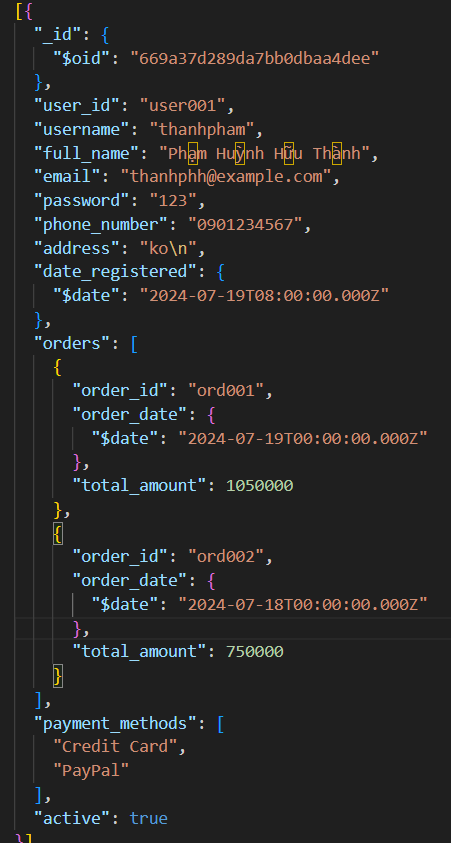 [{
"_id": {
"$oid": "669a37d289da7bb0dbaa4dee"
},
"user_id": "user001",
"username": "thanhpham",
"full_name": "Phạm Huỳnh Hữu Thành",
"email": "thanhphh@example.com",
"password": "123",
"phone_number": "0901234567",
"address": "ko\n",
"date_registered": {
"$date": "2024-07-19T08:00:00.000Z"
},
"orders": [
{
"order_id": "ord001",
"order_date": {
"$date": "2024-07-19T00:00:00.000Z"
},
"total_amount": 1050000
},
{
"order_id": "ord002",
"order_date": {
"$date": "2024-07-18T00:00:00.000Z"
},
"total_amount": 750000
}
],
"payment_methods": [
"Credit Card",
"PayPal"
],
"active": true
}]